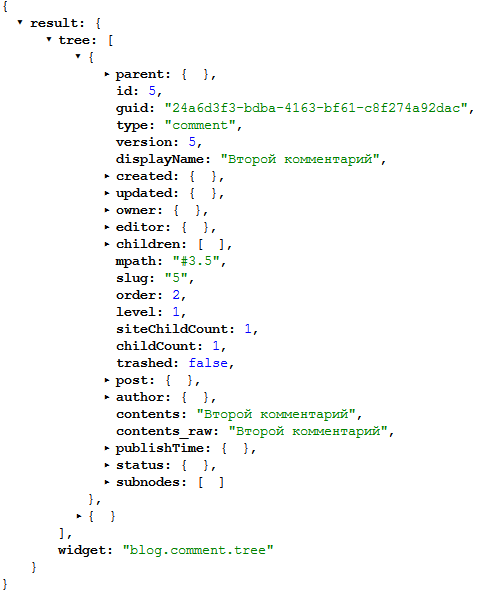 {
▼ result: {
▼ tree: [
▼ {
▸ parent: { },
id: 5,
guid: "24a6d3f3-bdba-4163-bf61-c8f274a92dac",
type: "comment",
version: 5,
displayName: "Второй комментарий",
▸ created: { },
▸ updated: { },
▸ owner: { },
▸ editor: { },
▸ children: [ ],
mpath: "#3.5",
slug: "5",
order: 2,
level: 1,
siteChildCount: 1,
childCount: 1,
trashed: false,
▸ post: { },
▸ author: { },
contents: "Второй комментарий",
contents_raw: "Второй комментарий",
▸ publishTime: { },
▸ status: { },
▸ subnodes: [ ]
},
▸ { }
],
widget: "blog.comment.tree"
}
}